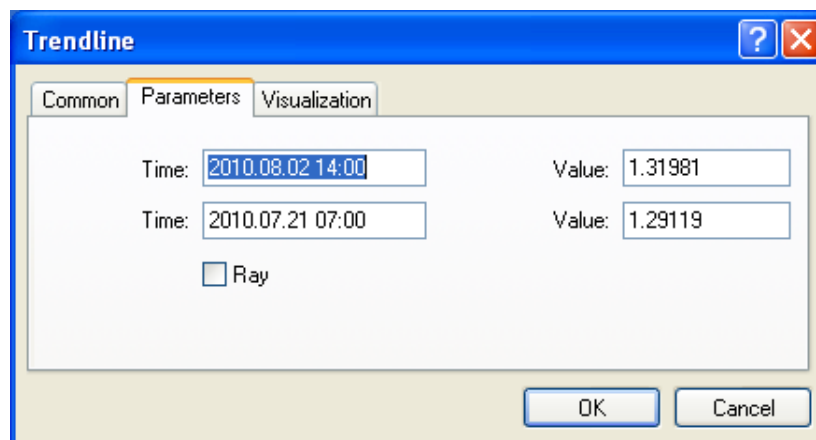 Trendline
Common Parameters Visualization
Time: 2010.08.02 14:00 Value: 1.31981
Time: 2010.07.21 07:00 Value: 1.29119
Ray
OK Cancel